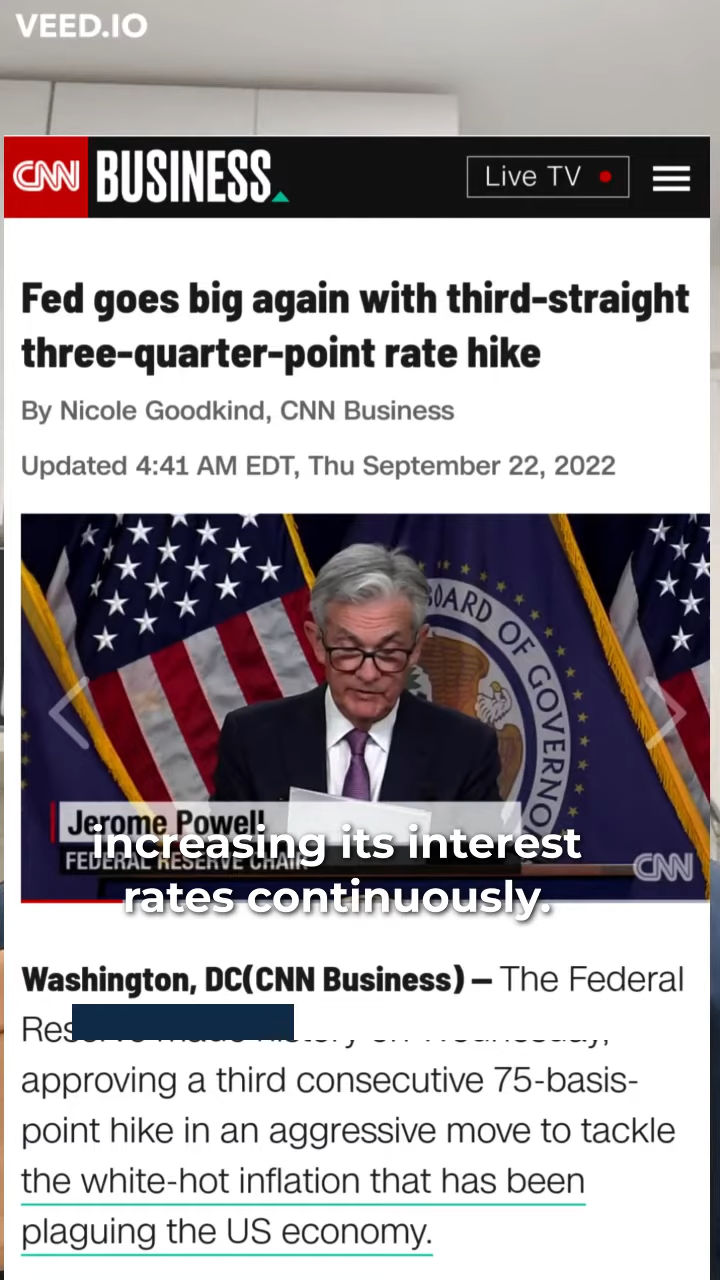 VEED.IO
CNN BUSINESS
Live TV
Fed goes big again with third-straight
three-quarter-point rate hike
By Nicole Goodkind, CNN Business
Updated 4:41 AM EDT, Thu September 22, 2022
BOARD OF GOVERNO
Jerome Powell
FEDERAL RESERVE CHAIR
CNN
increasing its interest
rates continuously.
Washington, DC(CNN Business) — The Federal
approving a third consecutive 75-basis-
point hike in an aggressive move to tackle
the white-hot inflation that has been
plaguing the US economy.